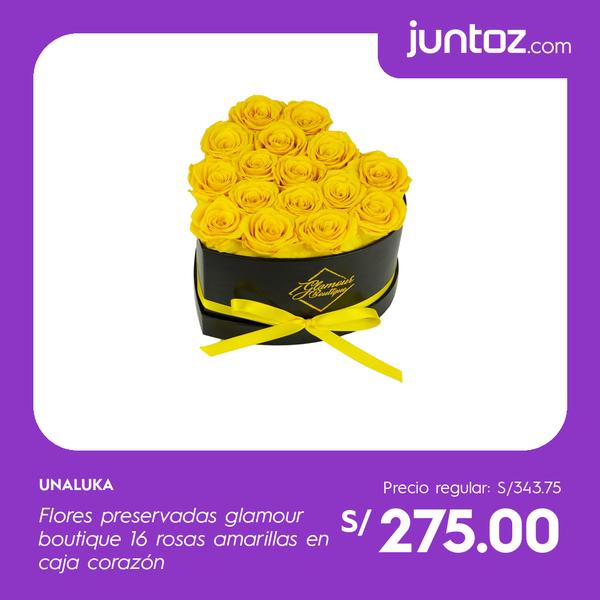 juntoz.com
Glamour
Boutique
UNALUKA
Flores preservadas glamour
boutique 16 rosas amarillas en
caja corazón
Precio regular: S/343.75
S/ 275.00